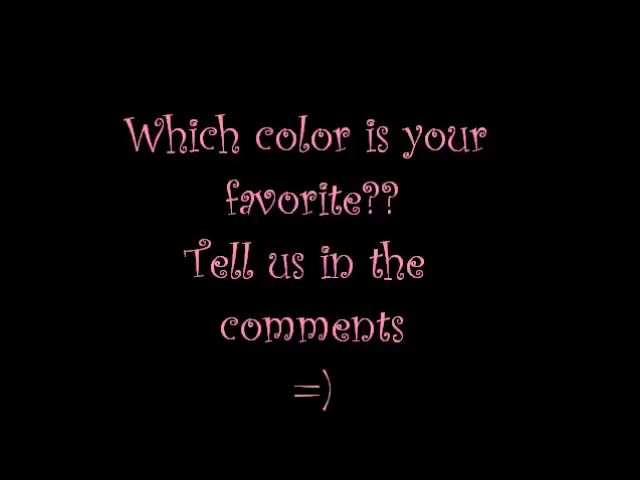 Which color is your
favorite??
Tell us in the
comments
=)